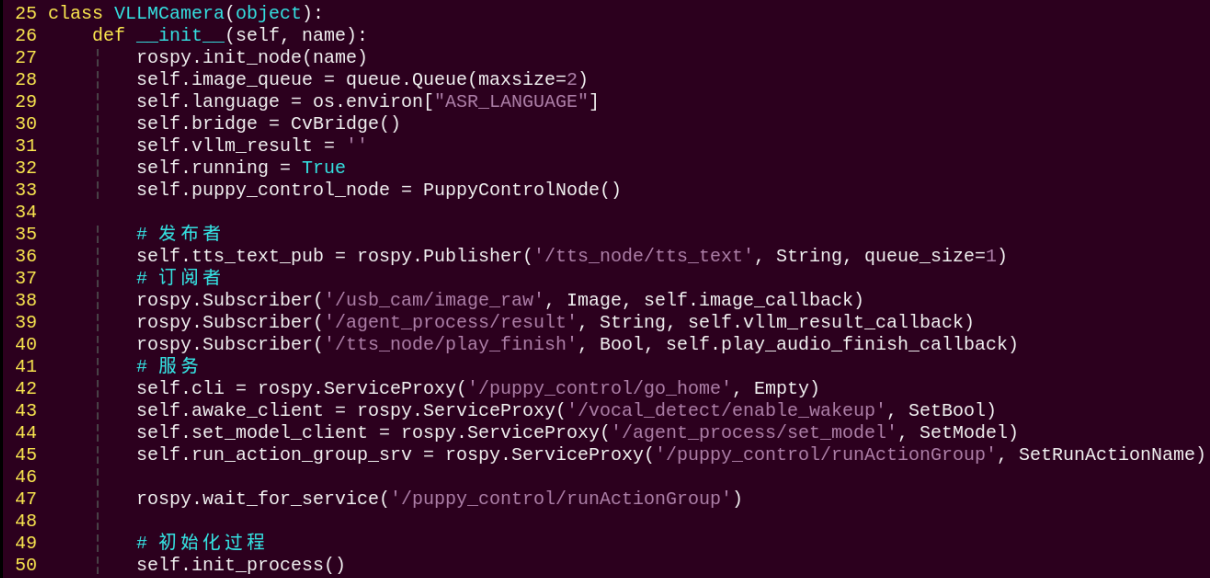 25 class VLLMCamera(object):
26     def __init__(self, name):
27         rospy.init_node(name)
28         self.image_queue = queue.Queue(maxsize=2)
29         self.language = os.environ["ASR_LANGUAGE"]
30         self.bridge = CvBridge()
31         self.vllm_result = ''
32         self.running = True
33         self.puppy_control_node = PuppyControlNode()
34
35         # 发布者
36         self.tts_text_pub = rospy.Publisher('/tts_node/tts_text', String, queue_size=1)
37         # 订阅者
38         rospy.Subscriber('/usb_cam/image_raw', Image, self.image_callback)
39         rospy.Subscriber('/agent_process/result', String, self.vllm_result_callback)
40         rospy.Subscriber('/tts_node/play_finish', Bool, self.play_audio_finish_callback)
41         # 服务
42         self.cli = rospy.ServiceProxy('/puppy_control/go_home', Empty)
43         self.awake_client = rospy.ServiceProxy('/vocal_detect/enable_wakeup', SetBool)
44         self.set_model_client = rospy.ServiceProxy('/agent_process/set_model', SetModel)
45         self.run_action_group_srv = rospy.ServiceProxy('/puppy_control/runActionGroup', SetRunActionName)
46
47         rospy.wait_for_service('/puppy_control/runActionGroup')
48
49         # 初始化过程
50         self.init_process()